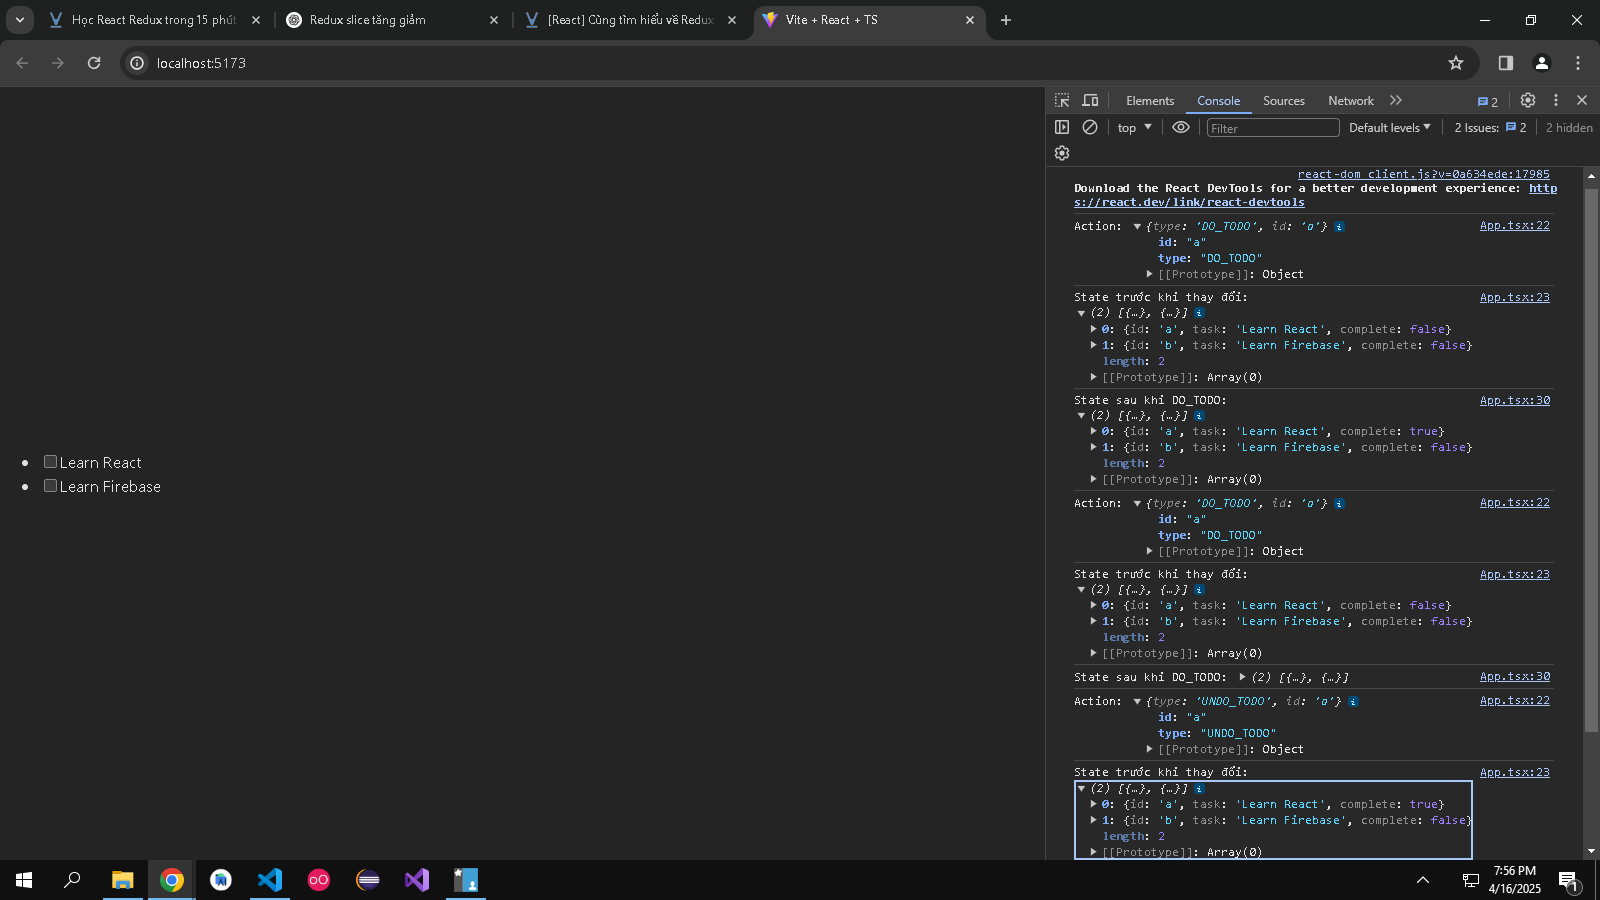 Học React Redux trong 15 phút
Redux slice tăng giảm
[React] Cùng tìm hiểu về Redux
Vite + React + TS
localhost:5173
Elements
Console
Sources
Network
2
top
Filter
Default levels
2 Issues:
2
2 hidden
react-dom_client.js?v=0a634ede:17985
Download the React DevTools for a better development experience: http
s://react.dev/link/react-devtools
Action: {type: 'DO_TODO', id: 'a'} App.tsx:22
id: "a"
type: "DO_TODO"
[[Prototype]]: Object
State trước khi thay đổi: App.tsx:23
(2) [{…}, {…}]
0: {id: 'a', task: 'Learn React', complete: false}
1: {id: 'b', task: 'Learn Firebase', complete: false}
length: 2
[[Prototype]]: Array(0)
State sau khi DO_TODO: App.tsx:30
(2) [{…}, {…}]
0: {id: 'a', task: 'Learn React', complete: true}
1: {id: 'b', task: 'Learn Firebase', complete: false}
length: 2
[[Prototype]]: Array(0)
Action: {type: 'DO_TODO', id: 'a'} App.tsx:22
id: "a"
type: "DO_TODO"
[[Prototype]]: Object
State trước khi thay đổi: App.tsx:23
(2) [{…}, {…}]
0: {id: 'a', task: 'Learn React', complete: false}
1: {id: 'b', task: 'Learn Firebase', complete: false}
length: 2
[[Prototype]]: Array(0)
State sau khi DO_TODO: (2) [{…}, {…}] App.tsx:30
Action: {type: 'UNDO_TODO', id: 'a'} App.tsx:22
id: "a"
type: "UNDO_TODO"
[[Prototype]]: Object
State trước khi thay đổi: App.tsx:23
(2) [{…}, {…}]
0: {id: 'a', task: 'Learn React', complete: true}
1: {id: 'b', task: 'Learn Firebase', complete: false}
length: 2
[[Prototype]]: Array(0)
Learn React
Learn Firebase
7:56 PM
4/16/2025
1